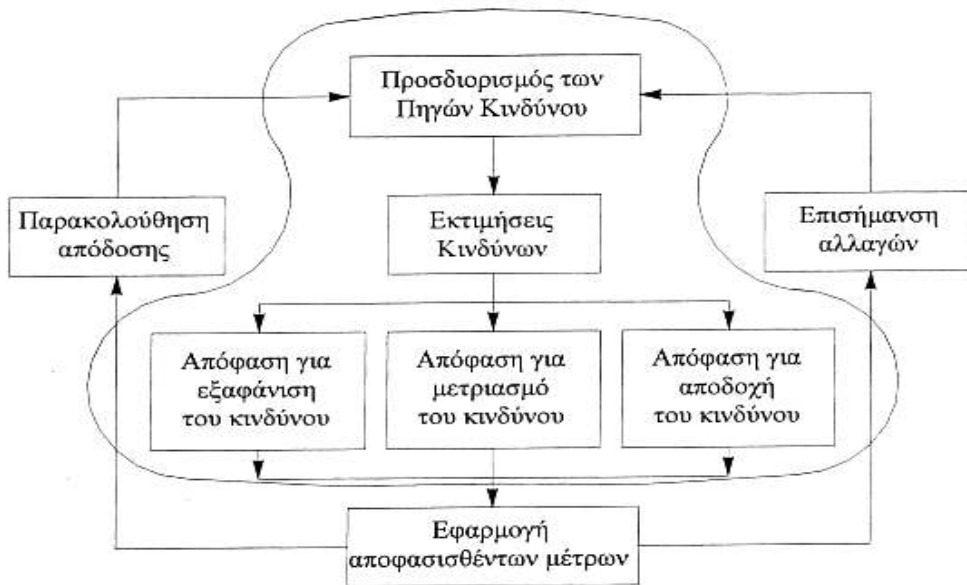 Προσδιορισμός των
Πηγών Κινδύνου
Παρακολούθηση
απόδοσης
Εκτιμήσεις
Κινδύνων
Επισήμανση
αλλαγών
Απόφαση για
εξαφάνιση
του κινδύνου
Απόφαση για
μετριασμό
του κινδύνου
Απόφαση για
αποδοχή
του κινδύνου
Εφαρμογή
αποφασισθέντων μέτρων